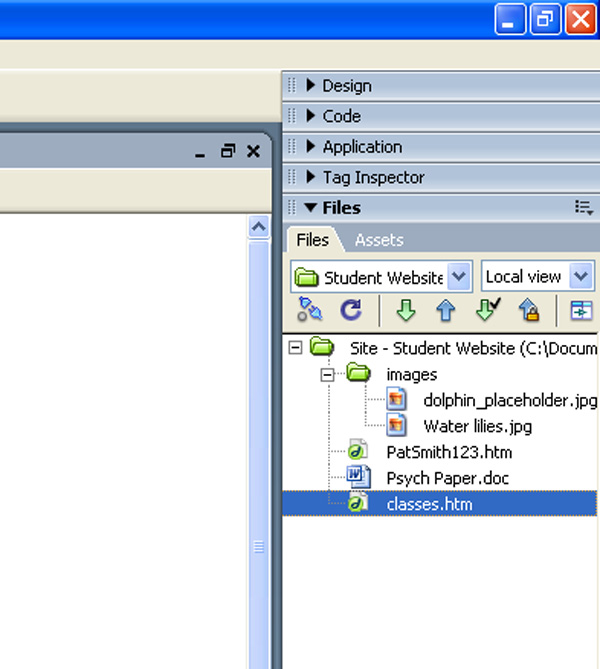 Design
Code
Application
Tag Inspector
Files
Files Assets
Student Website Local view
Site - Student Website (C:\Docum
images
dolphin_placeholder.jpg
Water lilies.jpg
PatSmith123.htm
Psych Paper.doc
classes.htm